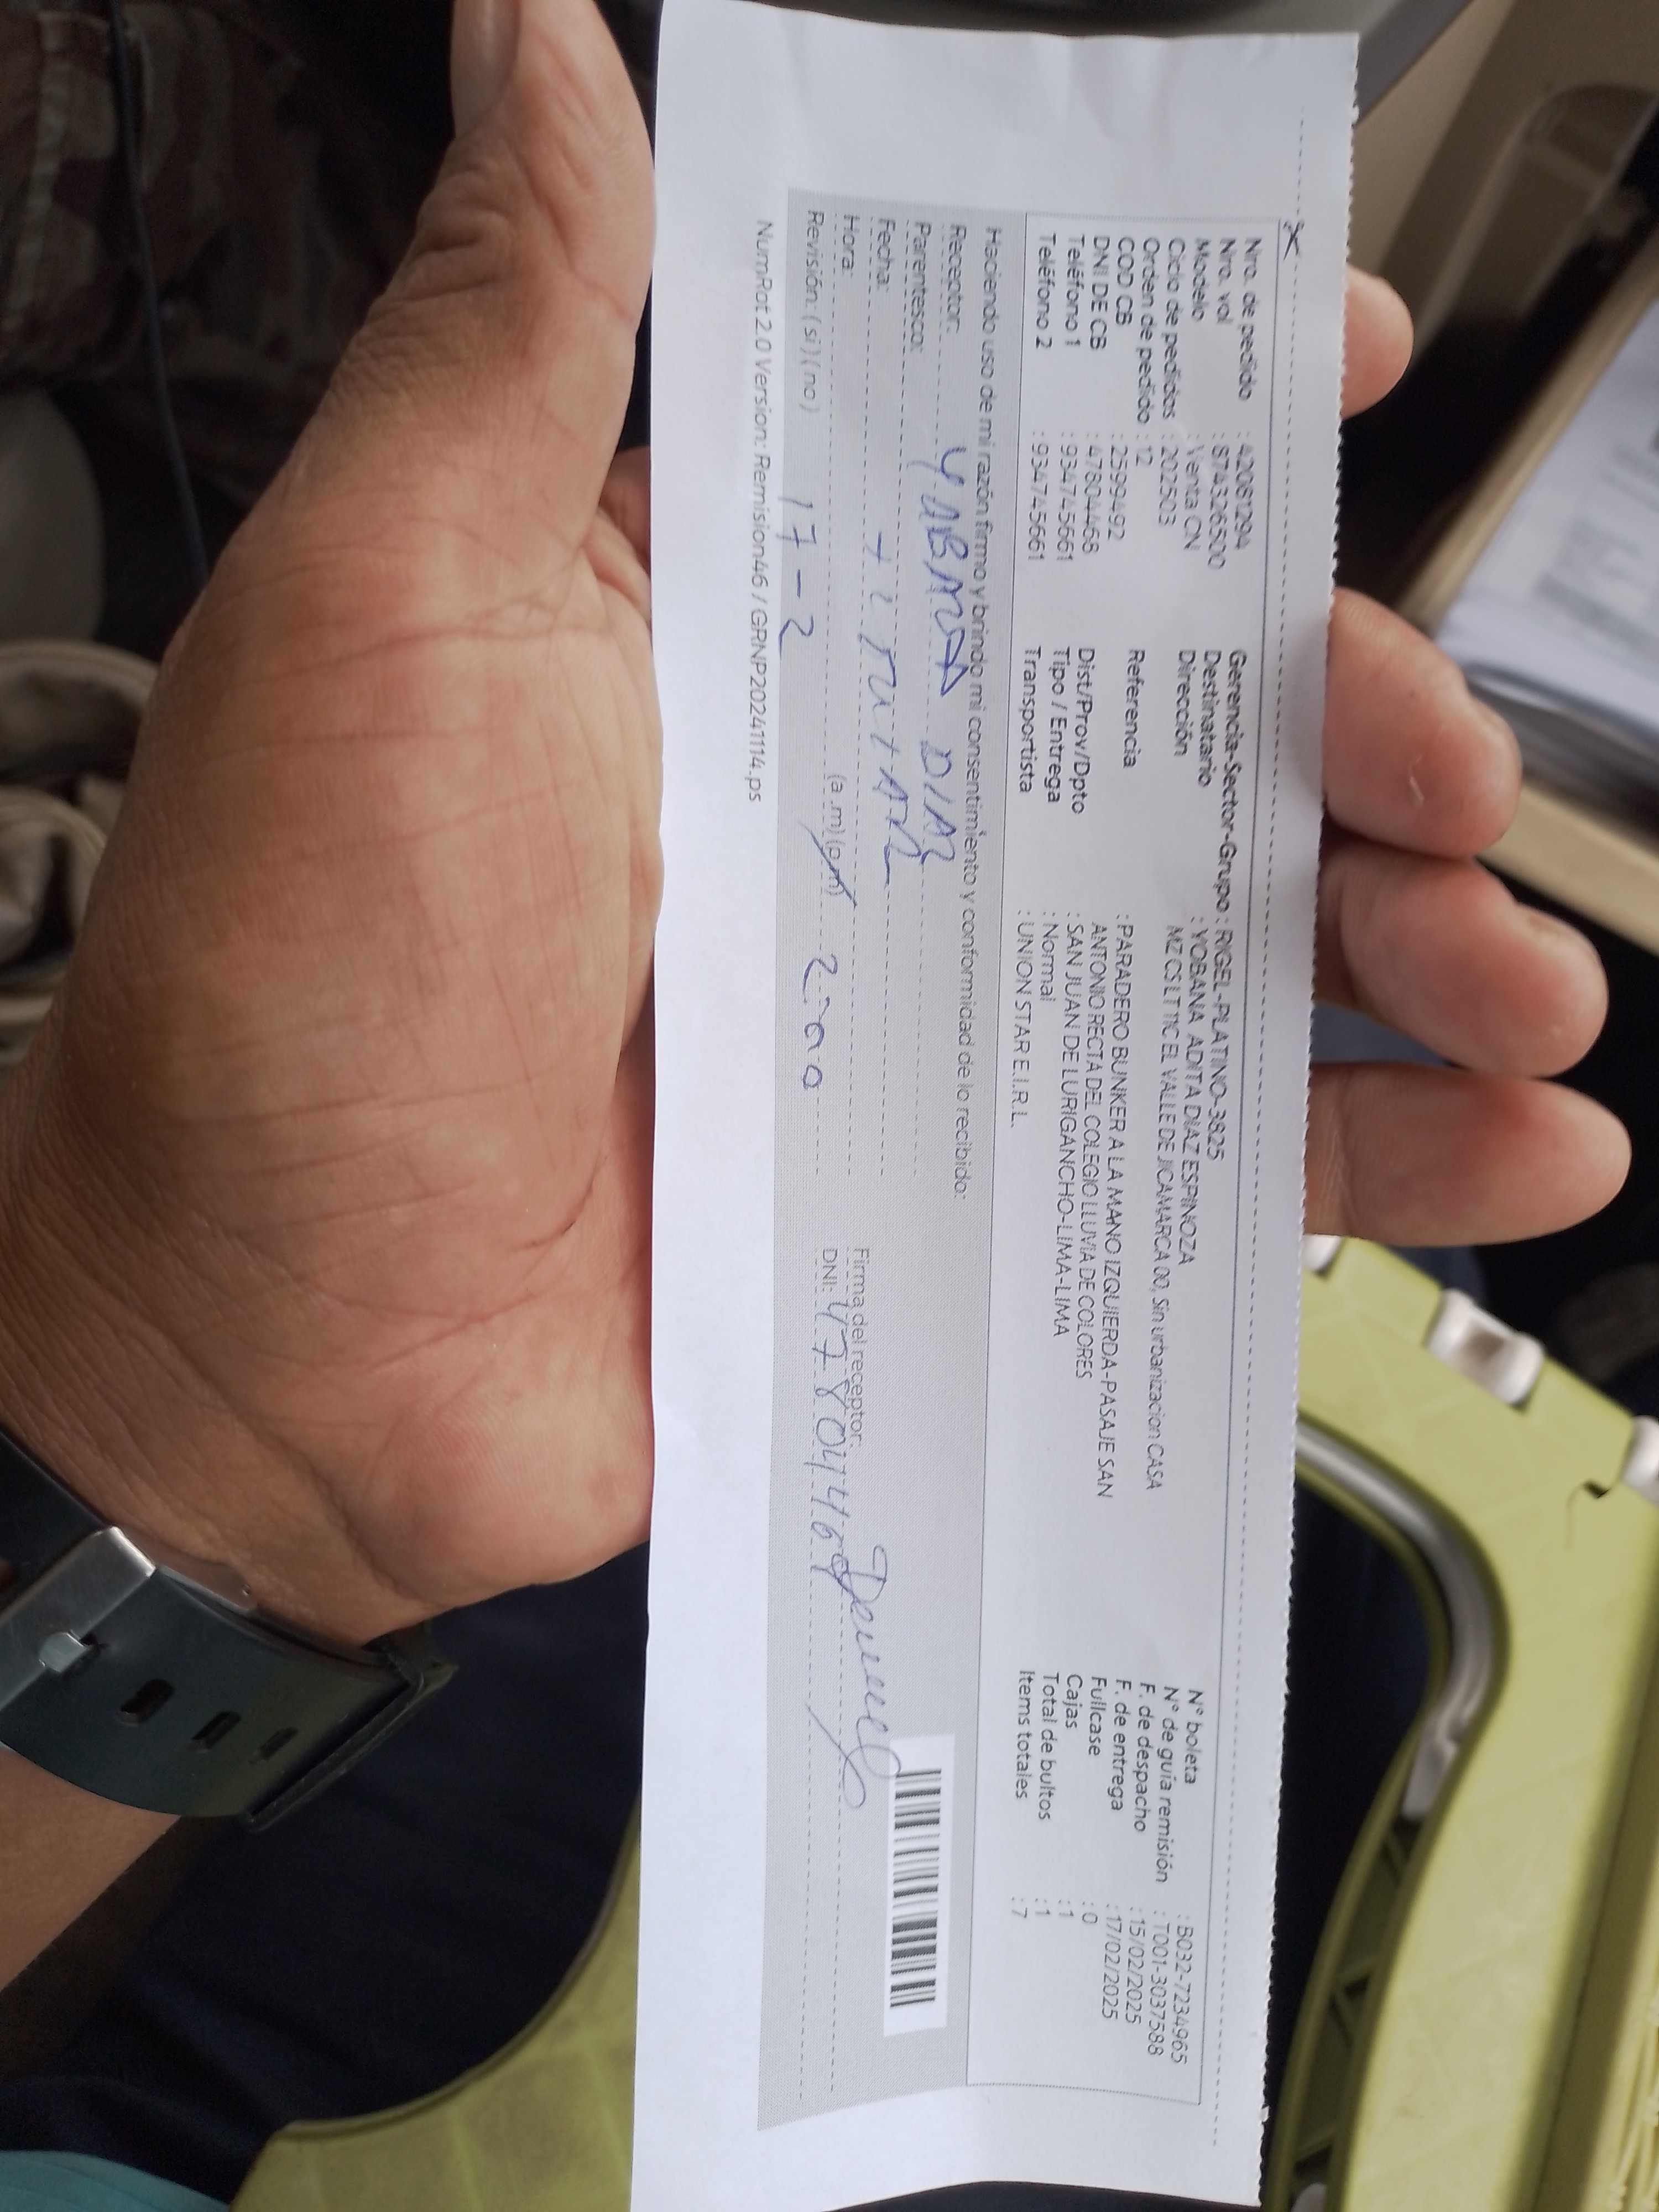 Nro. de pedido : 42061294
Nro. vol : 874326500
Modelo : Venta CN
Ciclo de pedidos : 202503
Orden de pedido : 12
COD CB : 2599492
DNI DE CB : 47804468
Teléfono 1 : 934745661
Teléfono 2 : 934745661
Gerencia-Sector-Grupo : RIGEL-PLATINO-3825
Destinatario : YOBANA ADITA DIAZ ESPINOZA
Dirección MZ CS LT 11C EL VALLE DE JICAMARCA 00, Sin urbanizacion CASA
Referencia : PARADERO BUNKER A LA MANO IZQUIERDA-PASAJE SAN
ANTONIO RECTA DEL COLEGIO LLUVIA DE COLORES
Dist/Prov/Dpto : SAN JUAN DE LURIGANCHO-LIMA-LIMA
Tipo / Entrega : Normal
Transportista : UNION STAR E.I.R.L.
N° boleta : B032-7234965
N° de guía remisión : T001-3037588
F. de despacho : 15/02/2025
F. de entrega : 17/02/2025
Fullcase : 0
Cajas : 1
Total de bultos : 1
Items totales : 7
Haciendo uso de mi razón firmo y brindo mi consentimiento y conformidad de lo recibido:
Receptor: DIAZ
Parentesco: TITULAR
Fecha: 17-2
Hora: (a.m)(p.m) 2:00
Revisión: (si)(no)
Firma del receptor:
DNI: 47804468
NumRot 2.0 Version: Remision46 / GRNP20241114.ps